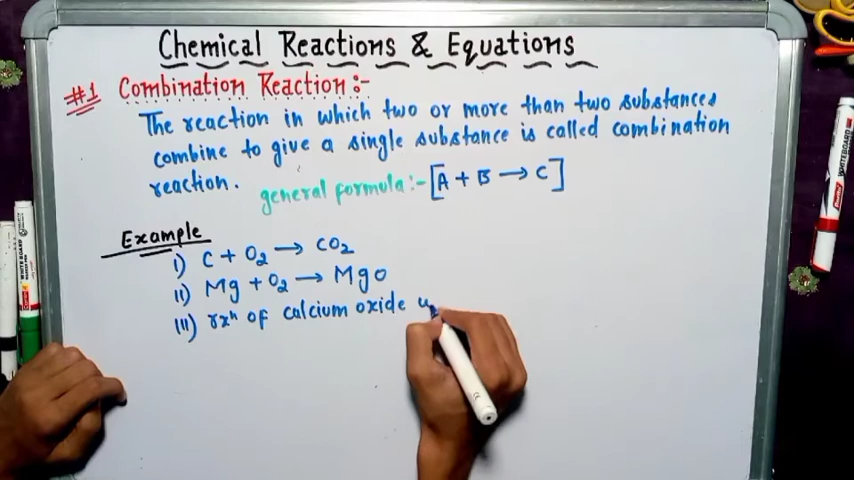 Chemical Reactions & Equations
#1 Combination Reaction :-
The reaction in which two or more than two substances
combine to give a single substance is called combination
reaction. general formula :- [A + B → C]
Example
i) C + O₂ → CO₂
ii) Mg + O₂ → MgO
iii) rxⁿ of calcium oxide w
WHITEBOARD